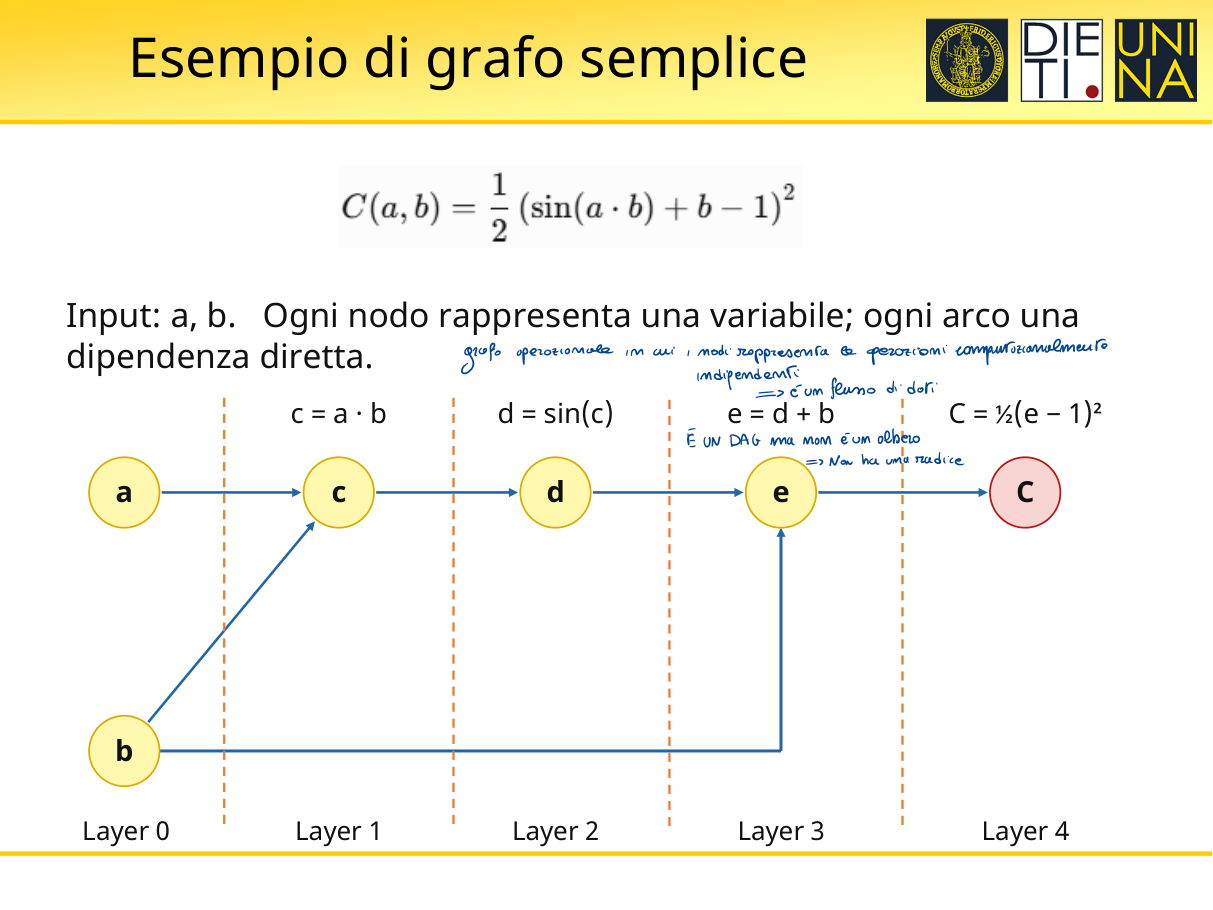 Esempio di grafo semplice
DIE
TI.
UNI
NA
C(a, b) = 1/2 (sin(a · b) + b − 1)²
Input: a, b. Ogni nodo rappresenta una variabile; ogni arco una
dipendenza diretta.
grafo operazionale in cui i nodi rappresenta le operazioni computazionalmente
indipendenti
=> è un flusso di dati
c = a · b
d = sin(c)
e = d + b
C = ½(e − 1)²
È UN DAG ma non è un albero
=> Non ha una radice
a
c
d
e
C
b
Layer 0
Layer 1
Layer 2
Layer 3
Layer 4